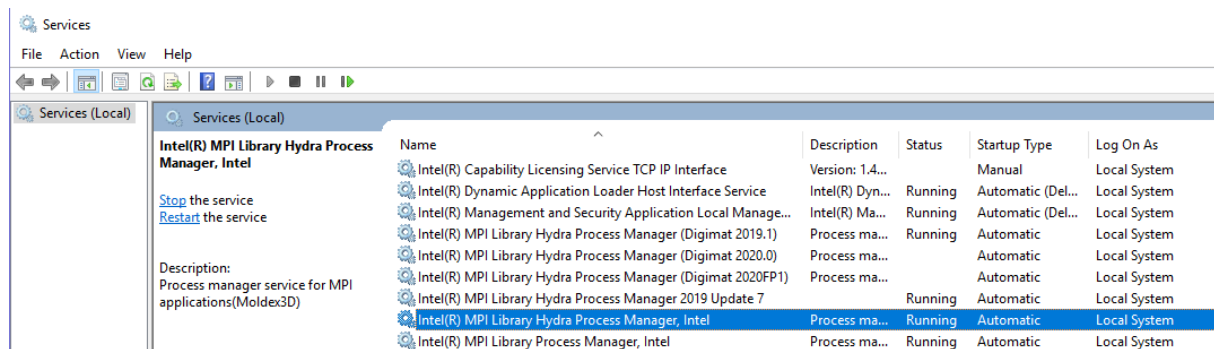 Services
File Action View Help
Services (Local)
Services (Local)
Intel(R) MPI Library Hydra Process
Manager, Intel
Stop the service
Restart the service
Description:
Process manager service for MPI
applications(Moldex3D)
Name Description Status Startup Type Log On As
Intel(R) Capability Licensing Service TCP IP Interface Version: 1.4... Manual Local System
Intel(R) Dynamic Application Loader Host Interface Service Intel(R) Dyn... Running Automatic (Del... Local System
Intel(R) Management and Security Application Local Manage... Intel(R) Ma... Running Automatic (Del... Local System
Intel(R) MPI Library Hydra Process Manager (Digimat 2019.1) Process ma... Running Automatic Local System
Intel(R) MPI Library Hydra Process Manager (Digimat 2020.0) Process ma... Automatic Local System
Intel(R) MPI Library Hydra Process Manager (Digimat 2020FP1) Process ma... Automatic Local System
Intel(R) MPI Library Hydra Process Manager 2019 Update 7 Running Automatic Local System
Intel(R) MPI Library Hydra Process Manager, Intel Process ma... Running Automatic Local System
Intel(R) MPI Library Process Manager, Intel Process ma... Running Automatic Local System